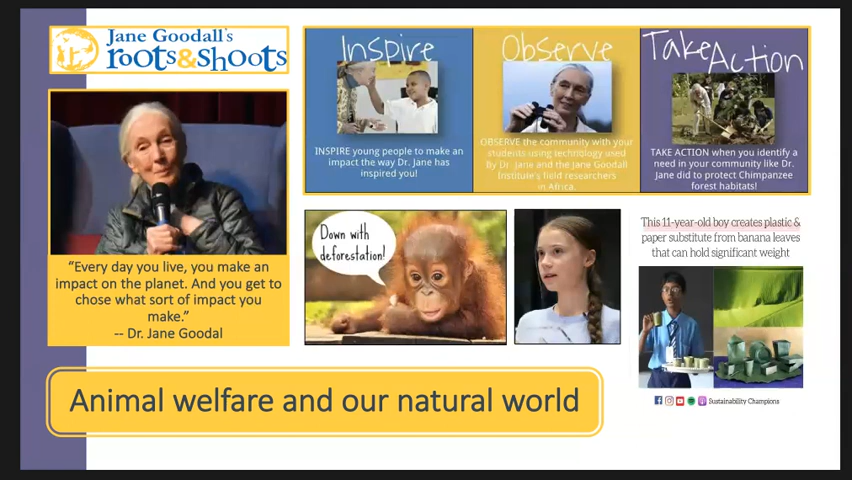 Jane Goodall's
roots&shoots
Inspire
Observe
Take Action
INSPIRE young people to make an
impact the way Dr. Jane has
inspired you!
OBSERVE the community with your
students using technology used
By Dr. Jane and the Jane Goodall
Institute's field researchers
in Africa.
TAKE ACTION when you identify a
need in your community like Dr.
Jane did to protect Chimpanzee
forest habitats!
"Every day you live, you make an
impact on the planet. And you get to
chose what sort of impact you
make."
-- Dr. Jane Goodal
Down with
deforestation!
This 11-year-old boy creates plastic &
paper substitute from banana leaves
that can hold significant weight
Sustainability Champions
Animal welfare and our natural world